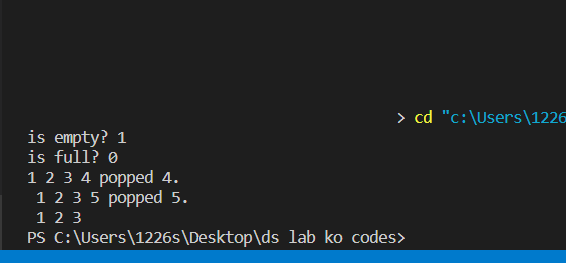 > cd "c:\Users\1226
is empty? 1
is full? 0
1 2 3 4 popped 4.
1 2 3 5 popped 5.
1 2 3
PS C:\Users\1226s\Desktop\ds lab ko codes>